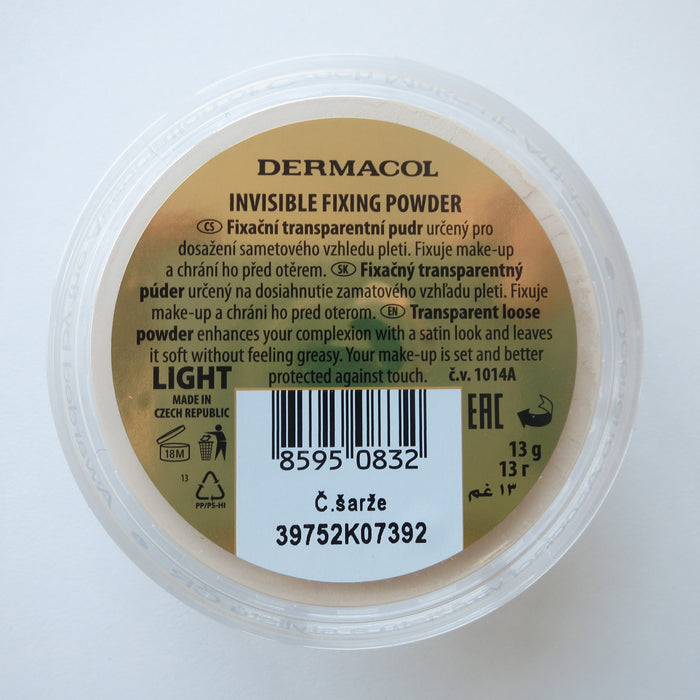 DERMACOL
INVISIBLE FIXING POWDER
CS Fixační transparentní pudr určený pro
dosažení sametového vzhledu pleti. Fixuje make-up
a chrání ho před otěrem. SK Fixačný transparentný
púder určený na dosiahnutie zamatového vzhľadu pleti. Fixuje
make-up a chráni ho pred oterom. EN Transparent loose
powder enhances your complexion with a satin look and leaves
it soft without feeling greasy. Your make-up is set and better
LIGHT protected against touch. č.v. 1014A
MADE IN
CZECH REPUBLIC
EAC
18M
13
PP/PS-HI
8595 0832
Č.šarže
39752K07392
13 g
13 г
١٣ غم